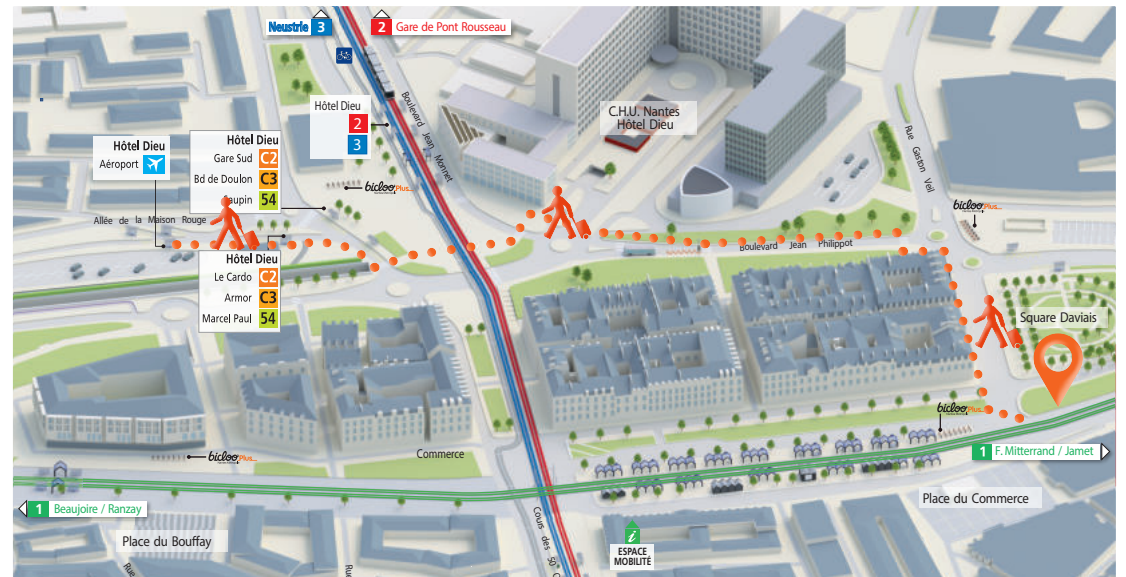 Neustrie 3
2 Gare de Pont Rousseau
Boulevard Jean Monnet
Hôtel Dieu
2
3
C.H.U. Nantes
Hôtel Dieu
Rue Gaston Veil
Hôtel Dieu
Aéroport
Hôtel Dieu
Gare Sud C2
Bd de Doulon C3
54
bicloo Plus
bicloo Plus
Allée de la Maison Rouge
Boulevard Jean Philippot
Hôtel Dieu
Le Cardo C2
Armor C3
Marcel Paul 54
Square Daviais
bicloo Plus
Commerce
bicloo Plus
1 F. Mitterrand / Jamet
Place du Commerce
1 Beaujoire / Ranzay
Place du Bouffay
Cours des 50
i
ESPACE
MOBILITÉ
Rue
Rue